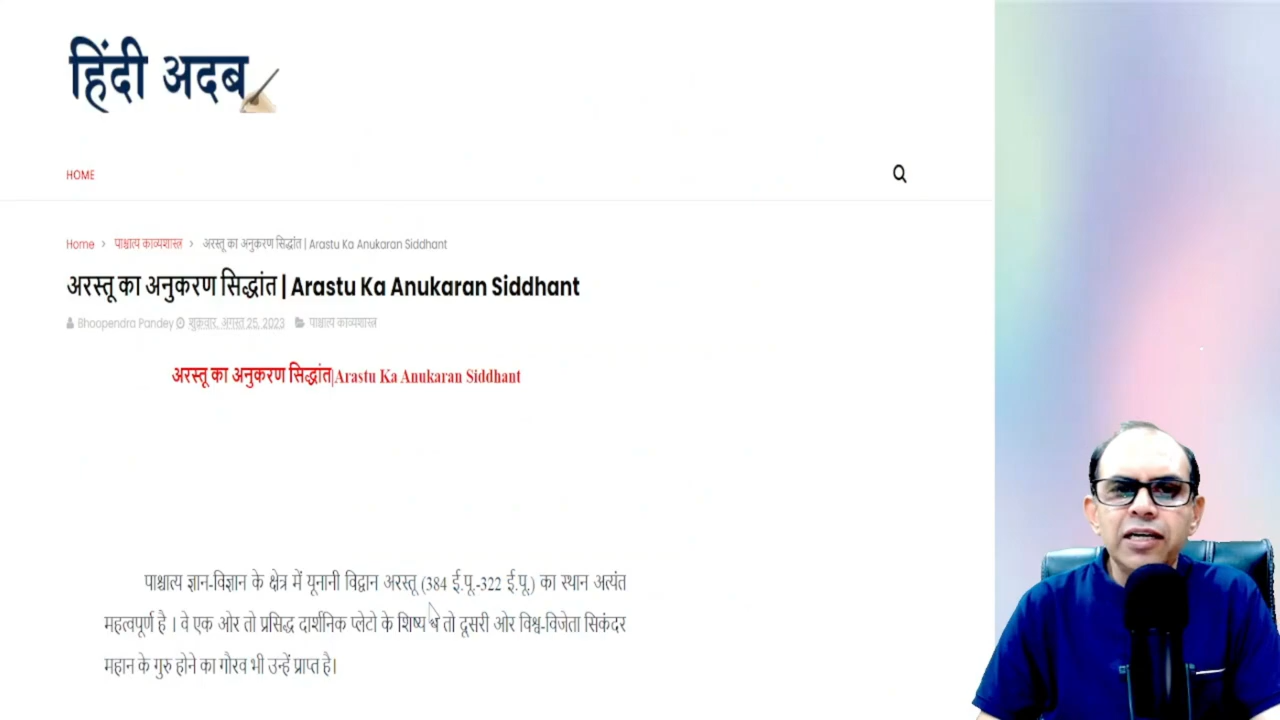 हिंदी अदब
HOME
Home › पाश्चात्य काव्यशास्त्र › अरस्तू का अनुकरण सिद्धांत | Arastu Ka Anukaran Siddhant
अरस्तू का अनुकरण सिद्धांत | Arastu Ka Anukaran Siddhant
Bhoopendra Pandey शुक्रवार, अगस्त 25, 2023 पाश्चात्य काव्यशास्त्र
अरस्तू का अनुकरण सिद्धांत|Arastu Ka Anukaran Siddhant
पाश्चात्य ज्ञान-विज्ञान के क्षेत्र में यूनानी विद्वान अरस्तू (384 ई.पू.-322 ई.पू.) का स्थान अत्यंत
महत्वपूर्ण है । वे एक ओर तो प्रसिद्ध दार्शनिक प्लेटो के शिष्य थे तो दूसरी ओर विश्व-विजेता सिकंदर
महान के गुरु होने का गौरव भी उन्हें प्राप्त है।